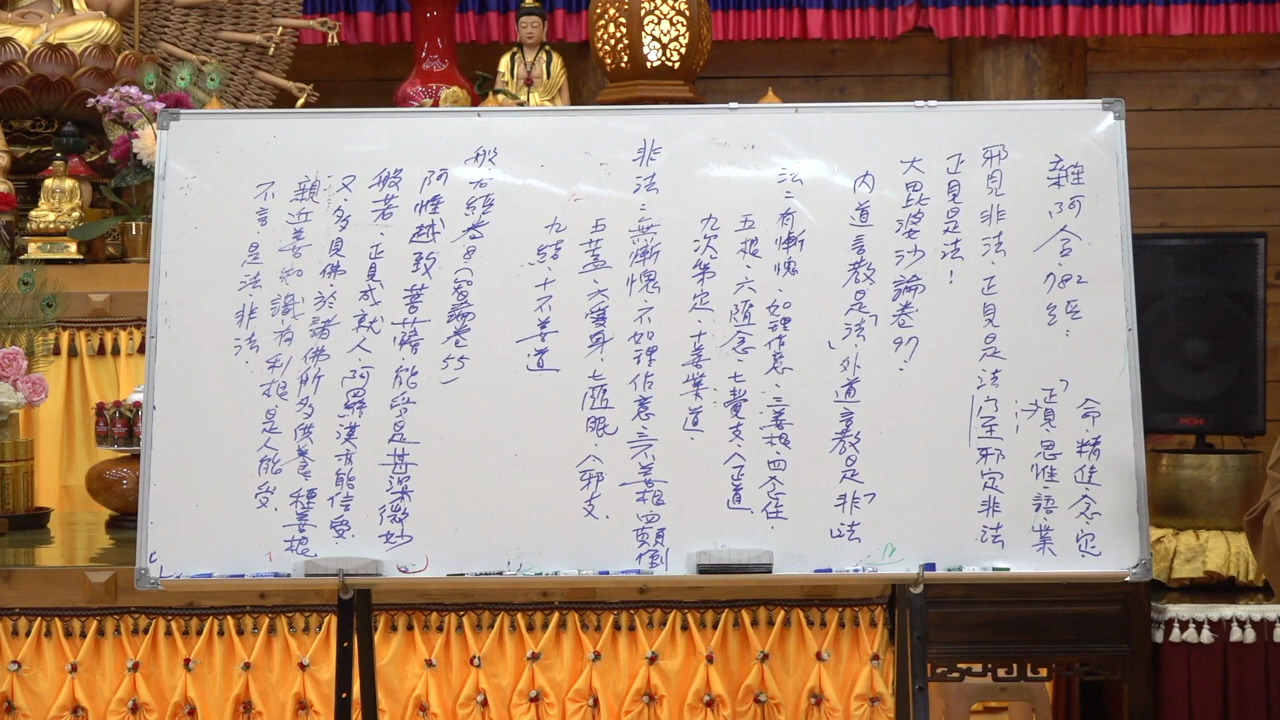 雜阿含782經：
命、精進、念、定
「正見、思惟、語、業
邪見非法、正見是法，乃至邪定非法
正見是法！
大毘婆沙論卷97.
內道言教是「法」，外道言教是「非法」
法：有慚愧、如理作意、三善根、四念住、
五根、六隨念、七覺支、八正道、
九次第定、十善業道.
非法：無慚愧、不如理作意、三不善根、四顛倒
五蓋、六愛身、七隨眠、八邪支、
九結、十不善道
般若經卷8（智論卷55）
阿惟越致菩薩、能受是甚深微妙
般若、正見成就人、阿羅漢亦能信受
又、多見佛、於諸佛所多供養、種善根
親近善知識有利根、是人能受、
不言是法、非法.